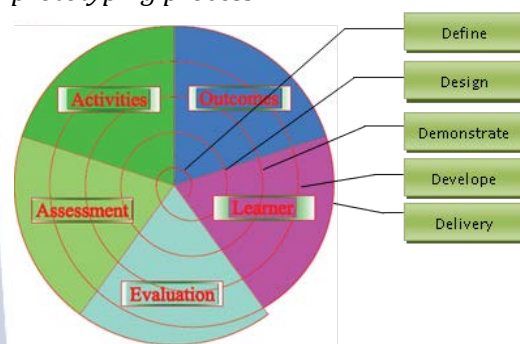 prototyping process
Activities
Outcomes
Assessment
Learner
Evaluation
Define
Design
Demonstrate
Develope
Delivery